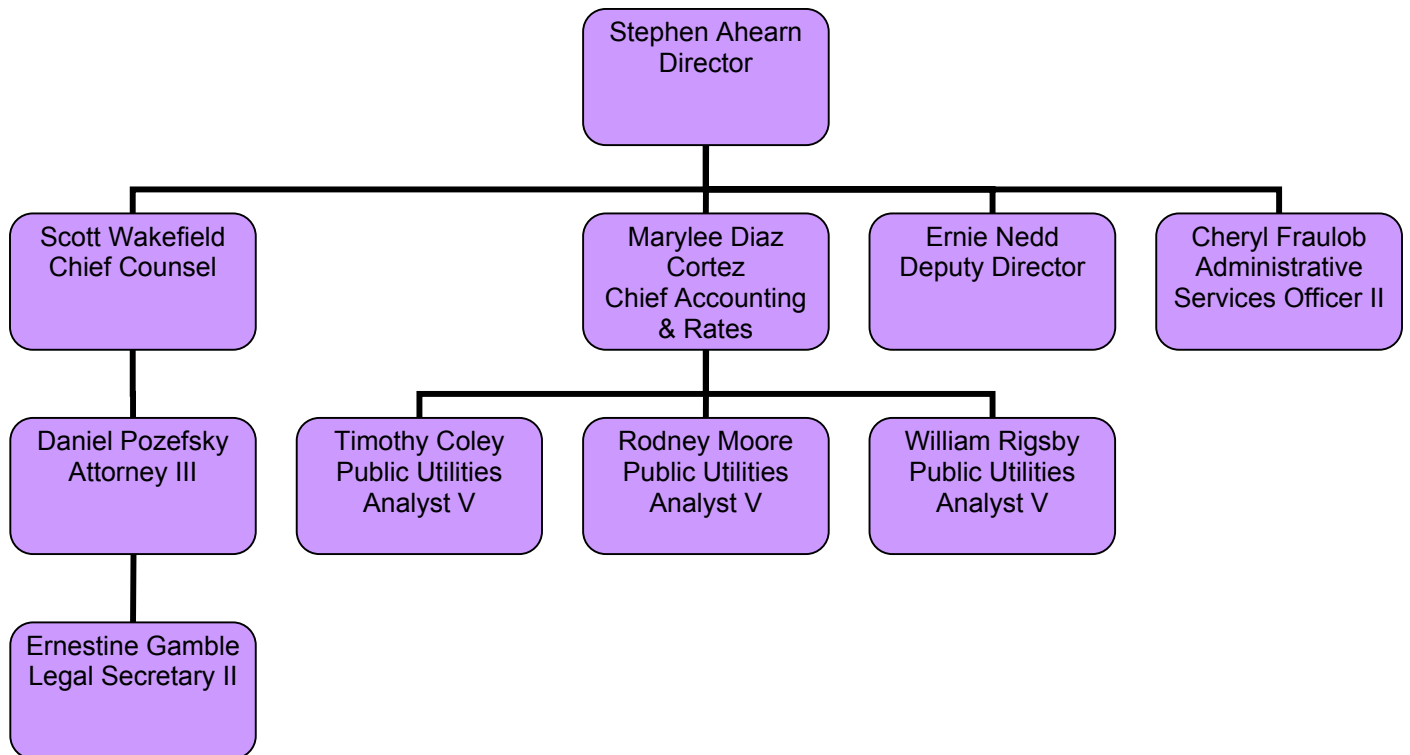 Stephen Ahearn
Director
Scott Wakefield
Chief Counsel
Marylee Diaz
Cortez
Chief Accounting
& Rates
Ernie Nedd
Deputy Director
Cheryl Fraulob
Administrative
Services Officer II
Daniel Pozefsky
Attorney III
Timothy Coley
Public Utilities
Analyst V
Rodney Moore
Public Utilities
Analyst V
William Rigsby
Public Utilities
Analyst V
Ernestine Gamble
Legal Secretary II